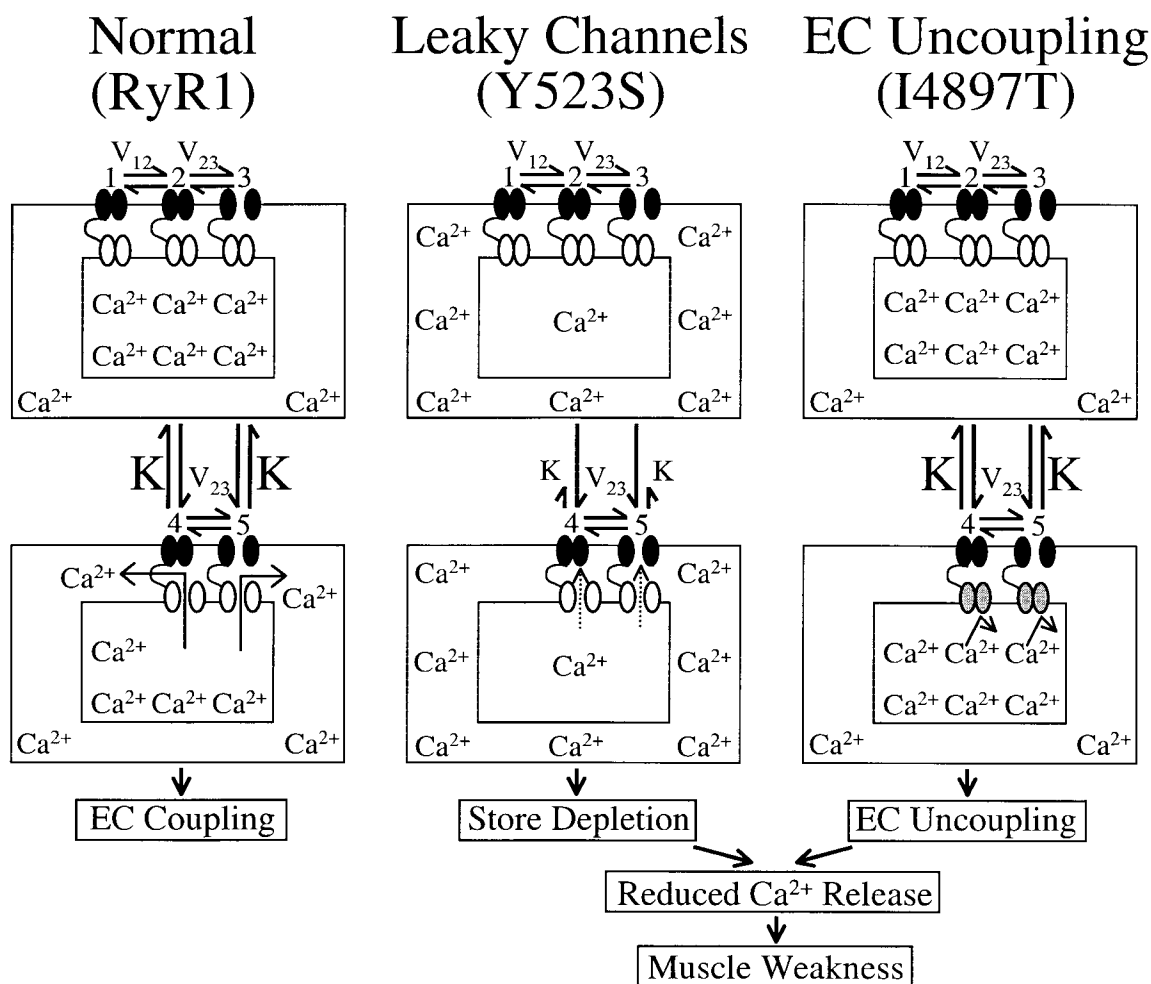 Normal
(RyR1)
V12 V23
1 2 3
Ca2+ Ca2+ Ca2+
Ca2+ Ca2+ Ca2+
Ca2+ Ca2+
K V23 K
4 5
Ca2+ Ca2+
Ca2+
Ca2+ Ca2+ Ca2+
Ca2+ Ca2+
EC Coupling
Leaky Channels
(Y523S)
V12 V23
1 2 3
Ca2+ Ca2+
Ca2+ Ca2+ Ca2+
Ca2+ Ca2+ Ca2+
K V23 K
4 5
Ca2+ Ca2+
Ca2+ Ca2+ Ca2+
Ca2+ Ca2+ Ca2+
Store Depletion
EC Uncoupling
(I4897T)
V12 V23
1 2 3
Ca2+ Ca2+ Ca2+
Ca2+ Ca2+ Ca2+
Ca2+ Ca2+
K V23 K
4 5
Ca2+ Ca2+ Ca2+
Ca2+ Ca2+ Ca2+
Ca2+ Ca2+
EC Uncoupling
Reduced Ca2+ Release
Muscle Weakness